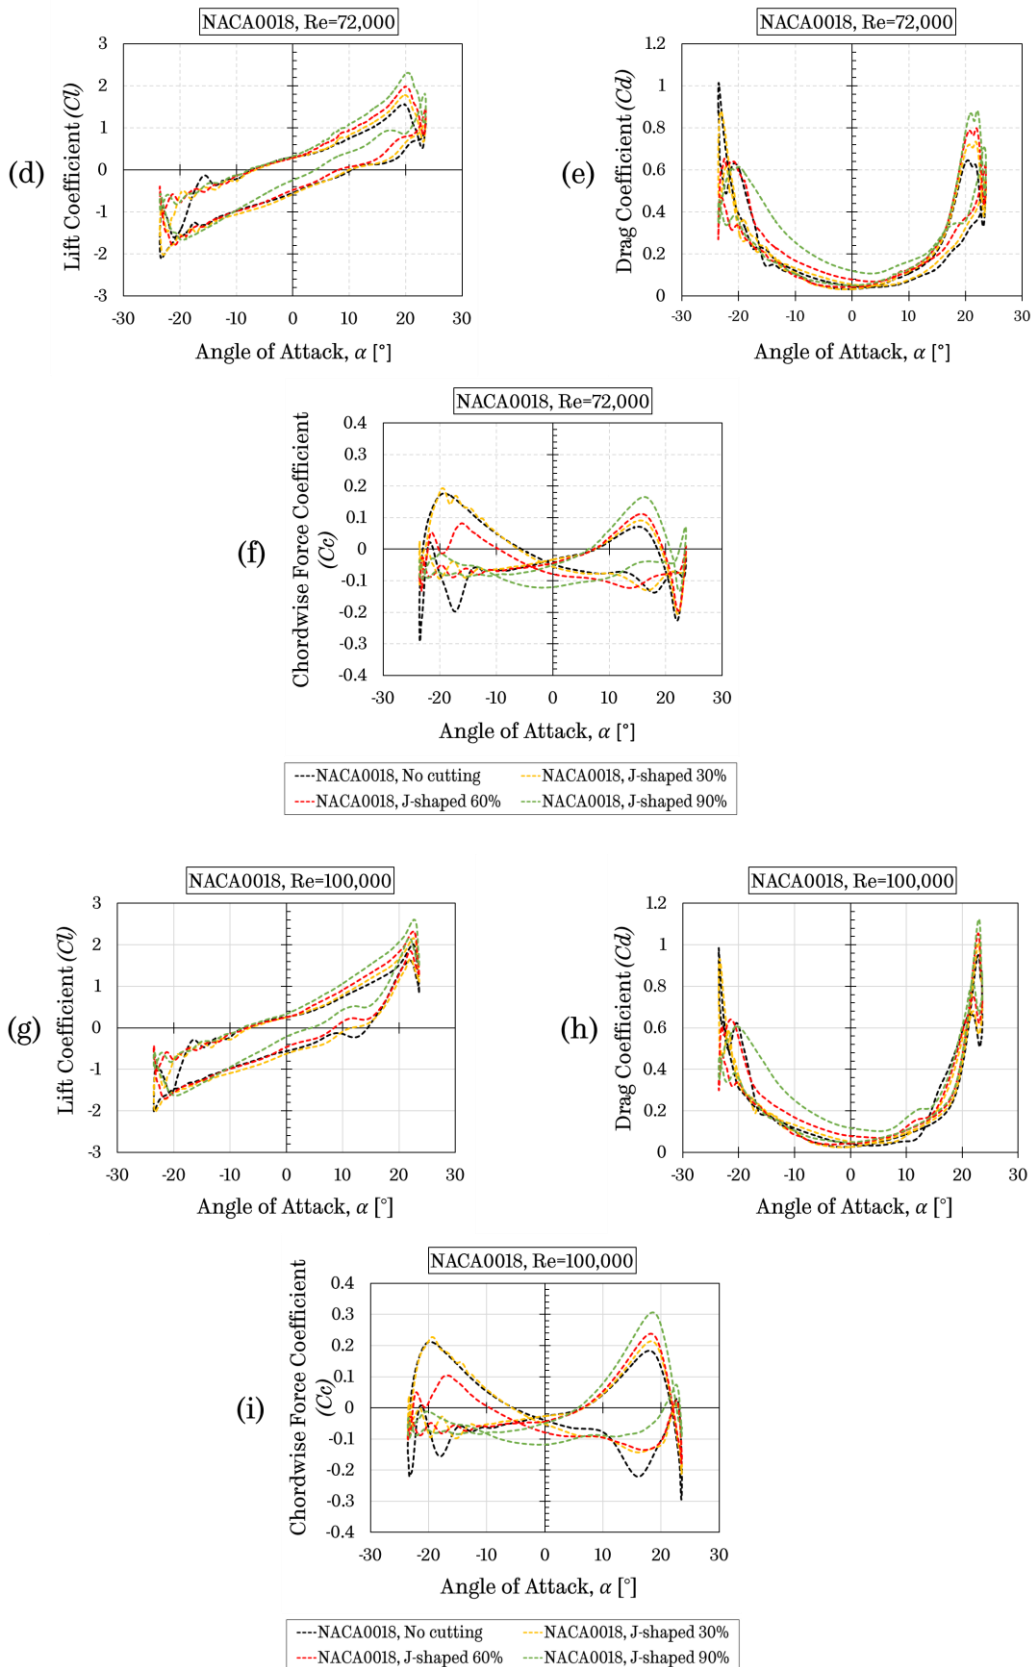 NACA0018, Re=72,000
NACA0018, Re=72,000
(d)
Lift Coefficient (Cl)
3
2
1
0
-1
-2
-3
-30 -20 -10 0 10 20 30
Angle of Attack, α [°]
(e)
Drag Coefficient (Cd)
1.2
1
0.8
0.6
0.4
0.2
0
-30 -20 -10 0 10 20 30
Angle of Attack, α [°]
NACA0018, Re=72,000
(f)
Chordwise Force Coefficient
(Cc)
0.4
0.3
0.2
0.1
0
-0.1
-0.2
-0.3
-0.4
-30 -20 -10 0 10 20 30
Angle of Attack, α [°]
NACA0018, No cutting NACA0018, J-shaped 30%
NACA0018, J-shaped 60% NACA0018, J-shaped 90%
NACA0018, Re=100,000
NACA0018, Re=100,000
(g)
Lift Coefficient (Cl)
3
2
1
0
-1
-2
-3
-30 -20 -10 0 10 20 30
Angle of Attack, α [°]
(h)
Drag Coefficient (Cd)
1.2
1
0.8
0.6
0.4
0.2
0
-30 -20 -10 0 10 20 30
Angle of Attack, α [°]
NACA0018, Re=100,000
(i)
Chordwise Force Coefficient
(Cc)
0.4
0.3
0.2
0.1
0
-0.1
-0.2
-0.3
-0.4
-30 -20 -10 0 10 20 30
Angle of Attack, α [°]
NACA0018, No cutting NACA0018, J-shaped 30%
NACA0018, J-shaped 60% NACA0018, J-shaped 90%